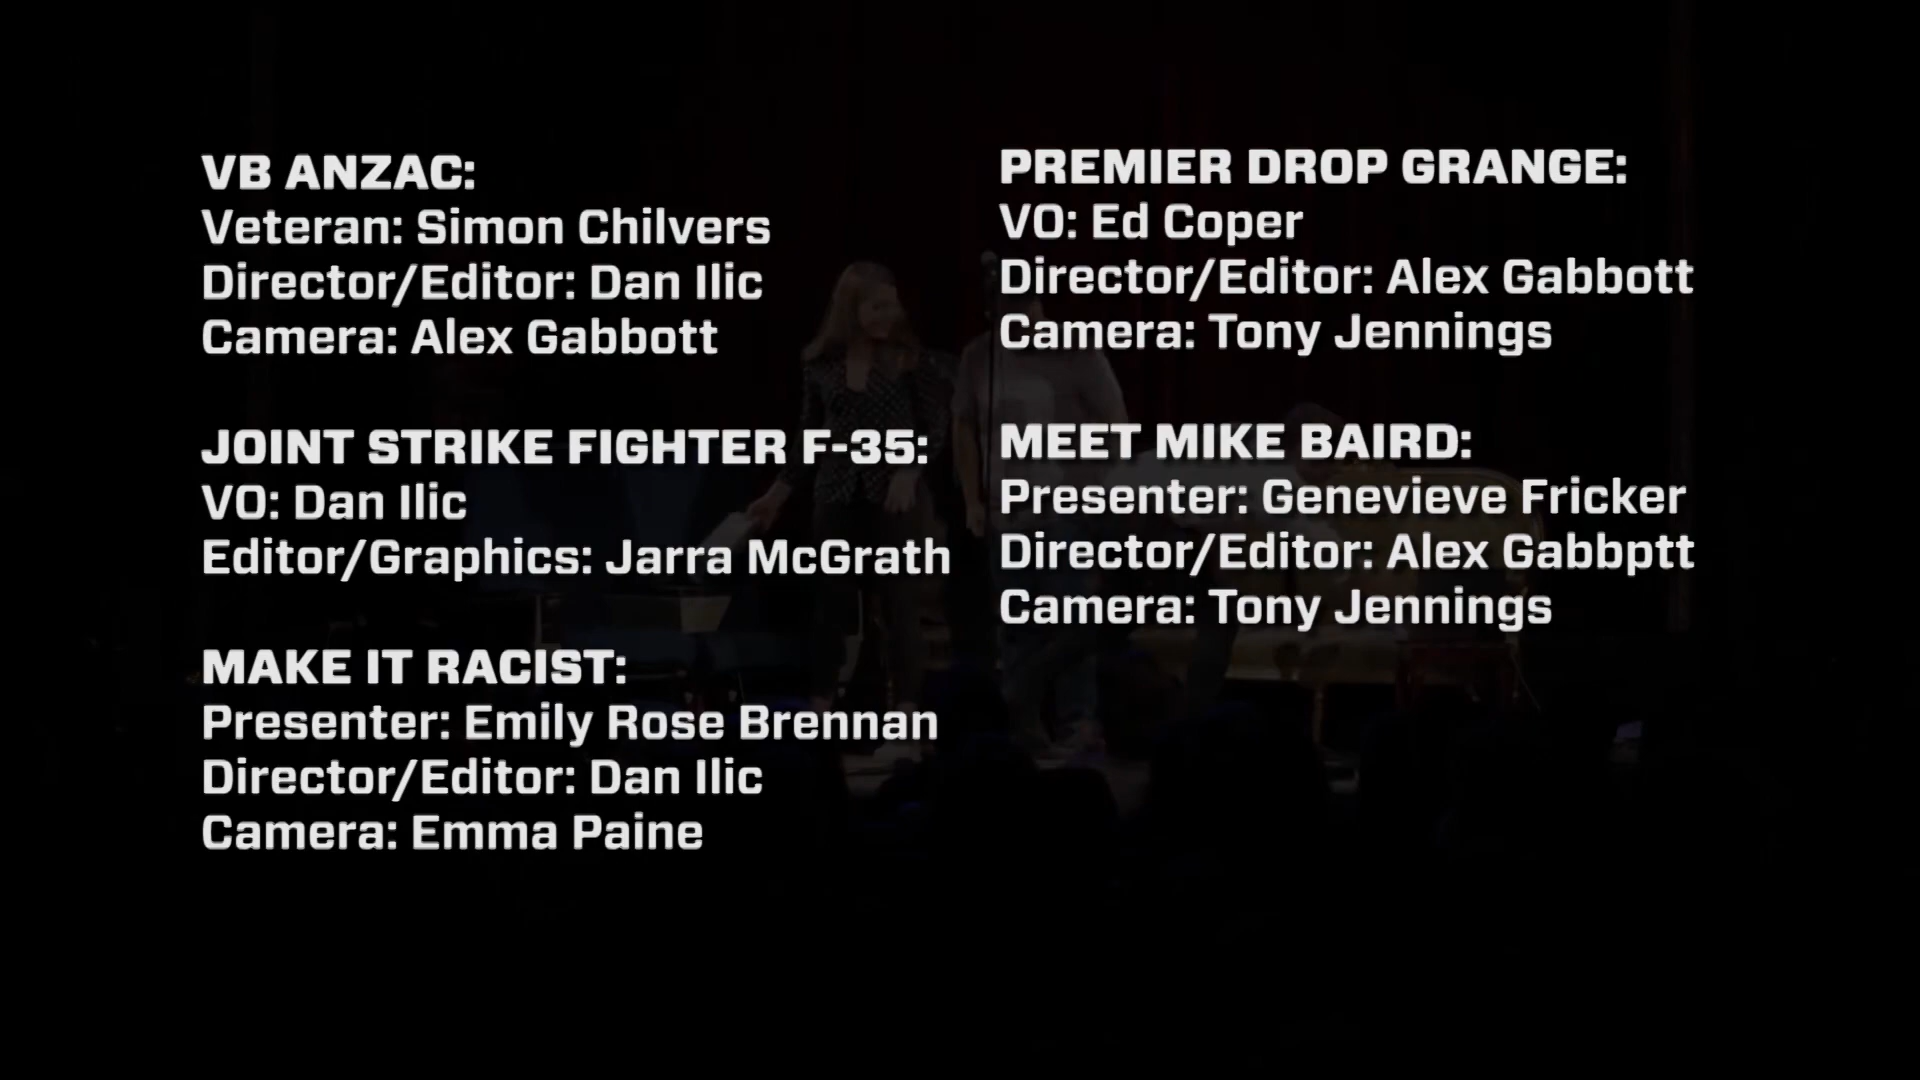 VB ANZAC:
Veteran: Simon Chilvers
Director/Editor: Dan Ilic
Camera: Alex Gabbott
JOINT STRIKE FIGHTER F-35:
VO: Dan Ilic
Editor/Graphics: Jarra McGrath
MAKE IT RACIST:
Presenter: Emily Rose Brennan
Director/Editor: Dan Ilic
Camera: Emma Paine
PREMIER DROP GRANGE:
VO: Ed Coper
Director/Editor: Alex Gabbott
Camera: Tony Jennings
MEET MIKE BAIRD:
Presenter: Genevieve Fricker
Director/Editor: Alex Gabbptt
Camera: Tony Jennings